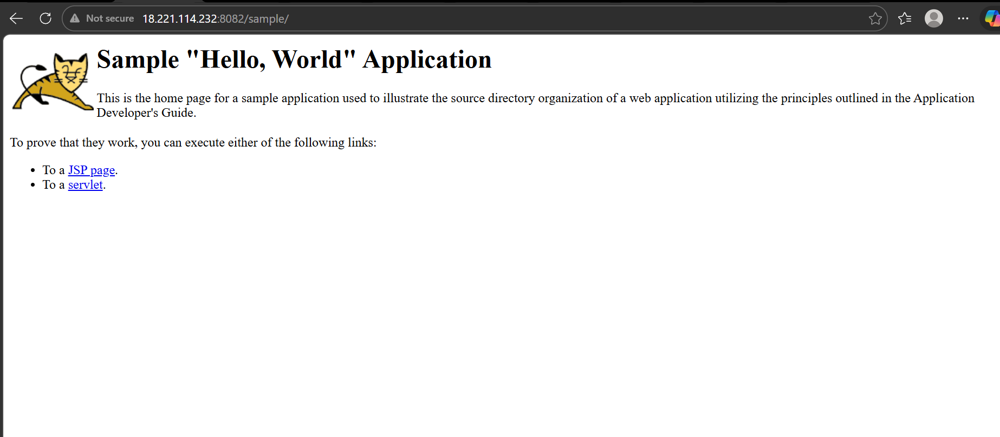 Not secure 18.221.114.232:8082/sample/
Sample "Hello, World" Application
This is the home page for a sample application used to illustrate the source directory organization of a web application utilizing the principles outlined in the Application
Developer's Guide.
To prove that they work, you can execute either of the following links:
• To a JSP page.
• To a servlet.